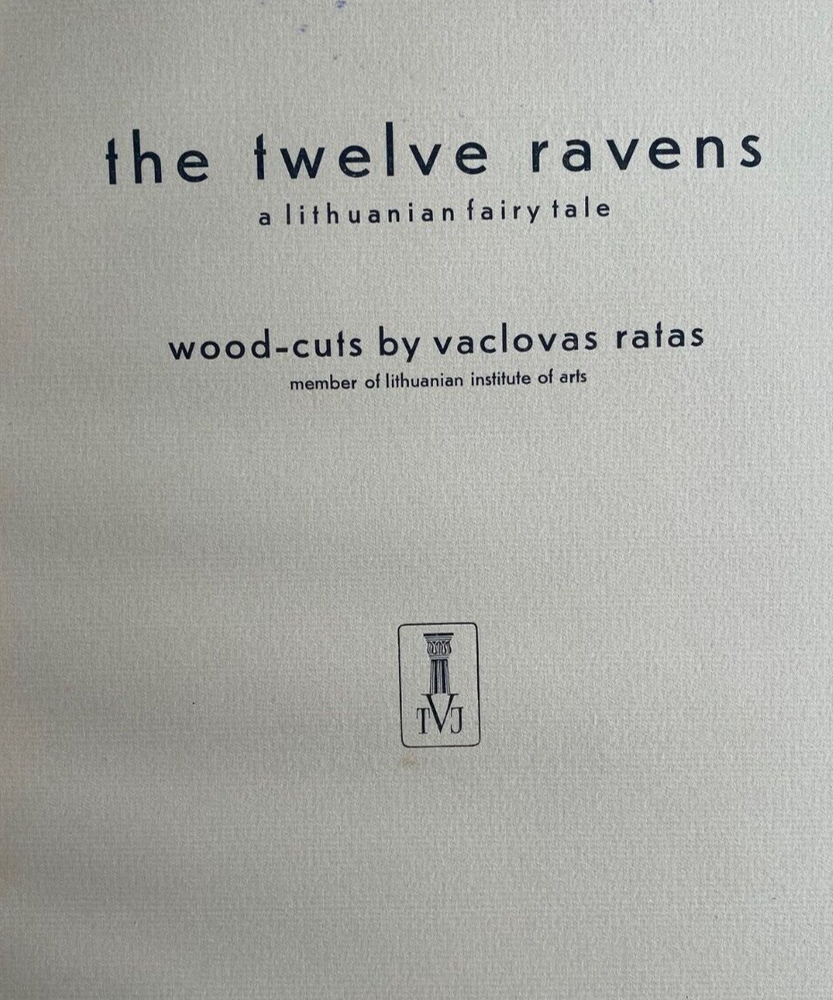 the twelve ravens
a lithuanian fairy tale
wood-cuts by vaclovas ratas
member of lithuanian institute of arts
TVJ